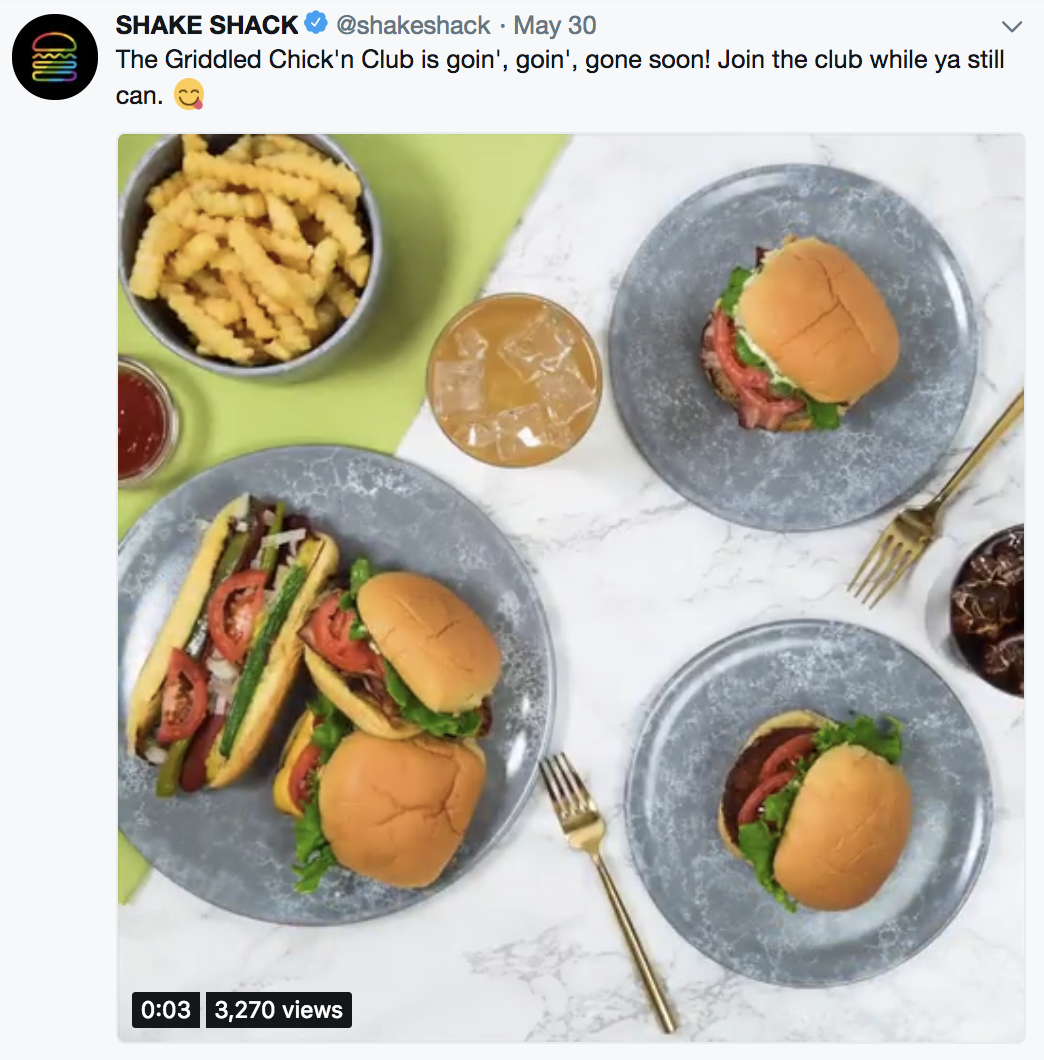 SHAKE SHACK @shakeshack · May 30
The Griddled Chick'n Club is goin', goin', gone soon! Join the club while ya still
can. 😋
0:03 3,270 views